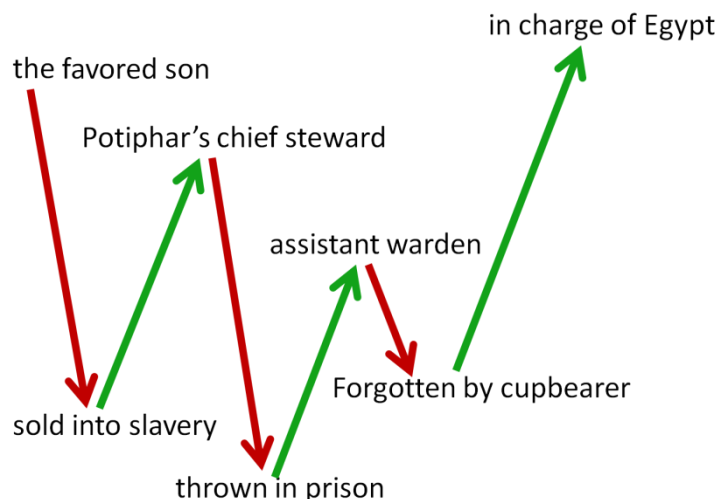 in charge of Egypt
the favored son
Potiphar’s chief steward
assistant warden
Forgotten by cupbearer
sold into slavery
thrown in prison